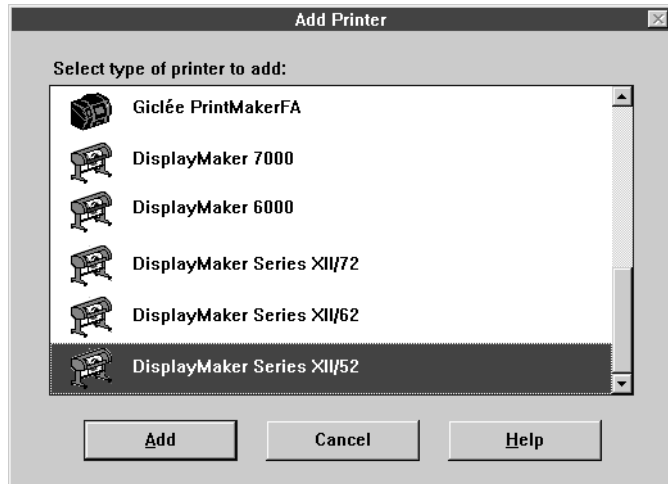 Add Printer
Select type of printer to add:
Giclée PrintMakerFA
DisplayMaker 7000
DisplayMaker 6000
DisplayMaker Series XII/72
DisplayMaker Series XII/62
DisplayMaker Series XII/52
Add
Cancel
Help